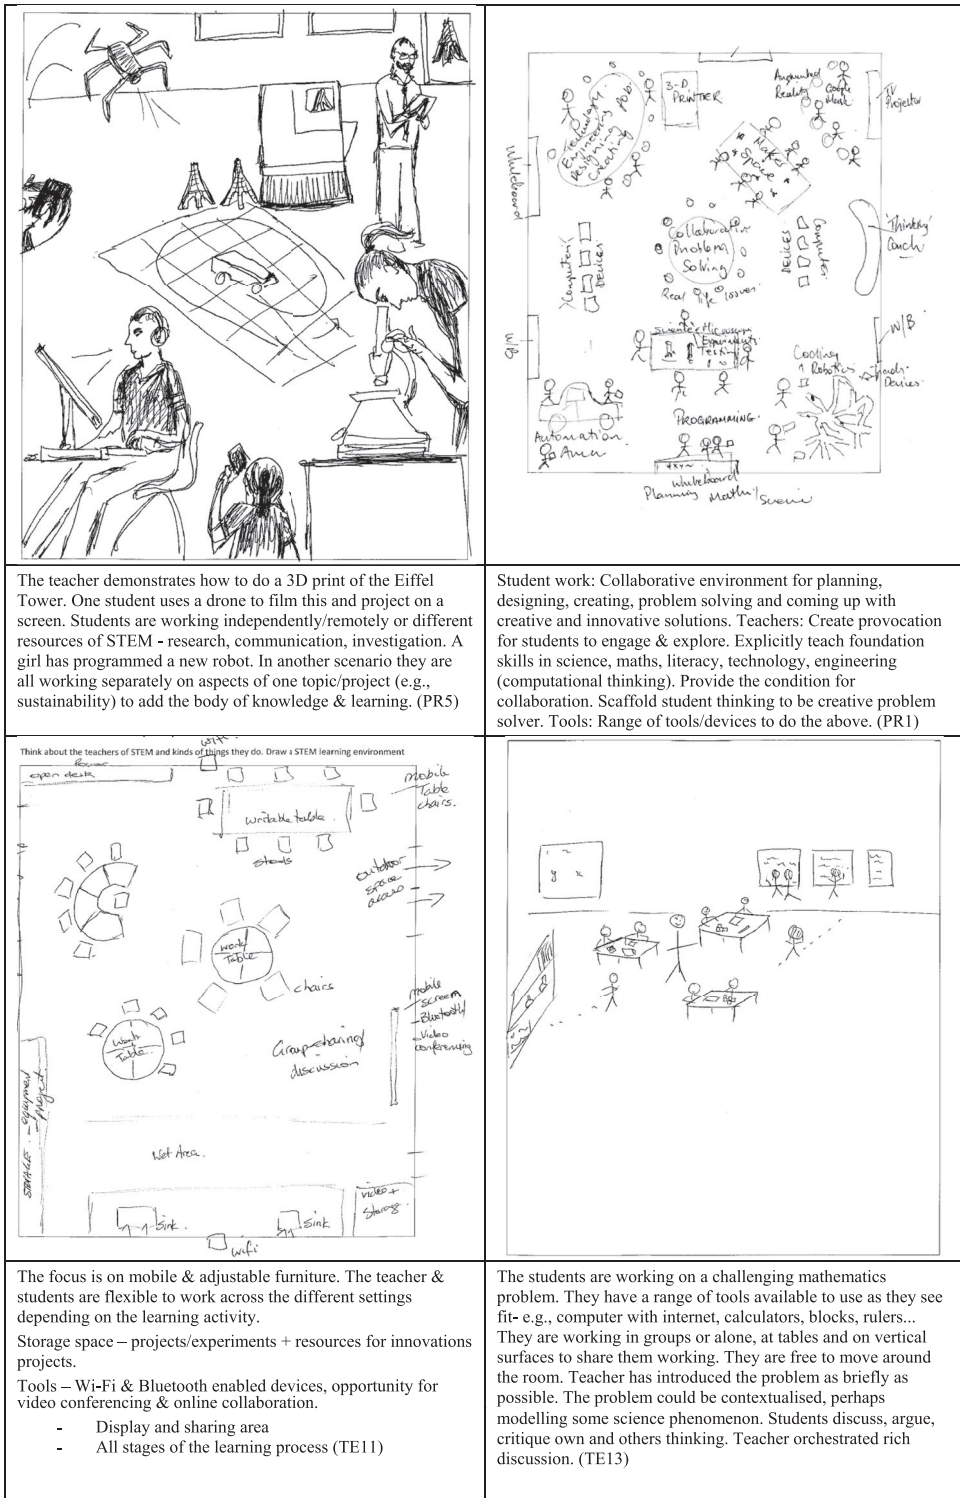 Whiteboard
Technology
Engineering
Designing
Creating
3-D
PRINTER
Augmented
Reality
Google
Mask
TV
Projector
Maker
Space
Collaborative
Problem
Solving
Real life issues
Computers/
DEVICES
DEVICES
Computers
'Thinking'
Couch
W/B
W/B
Science
Experiments
Testing
Coding
Robotics
Devices
PROGRAMMING
Automation
Area
Whiteboard
Planning Maths
Science
The teacher demonstrates how to do a 3D print of the Eiffel
Tower. One student uses a drone to film this and project on a
screen. Students are working independently/remotely or different
resources of STEM - research, communication, investigation. A
girl has programmed a new robot. In another scenario they are
all working separately on aspects of one topic/project (e.g.,
sustainability) to add the body of knowledge & learning. (PR5)
Student work: Collaborative environment for planning,
designing, creating, problem solving and coming up with
creative and innovative solutions. Teachers: Create provocation
for students to engage & explore. Explicitly teach foundation
skills in science, maths, literacy, technology, engineering
(computational thinking). Provide the condition for
collaboration. Scaffold student thinking to be creative problem
solver. Tools: Range of tools/devices to do the above. (PR1)
Think about the teachers of STEM and kinds of things they do. Draw a STEM learning environment
open desk
writable table.
stools
mobile
Table
chairs.
outdoor
space
access
work
Table
chairs
Work
Table
Group sharing/
discussion
mobile
screen
-Bluetooth/
-Video
conferencing
STORAGE - equipment
- project
Wet Area.
sink.
sink
video +
storage.
wifi
y x
The focus is on mobile & adjustable furniture. The teacher &
students are flexible to work across the different settings
depending on the learning activity.
Storage space – projects/experiments + resources for innovations
projects.
Tools – Wi-Fi & Bluetooth enabled devices, opportunity for
video conferencing & online collaboration.
- Display and sharing area
- All stages of the learning process (TE11)
The students are working on a challenging mathematics
problem. They have a range of tools available to use as they see
fit- e.g., computer with internet, calculators, blocks, rulers...
They are working in groups or alone, at tables and on vertical
surfaces to share them working. They are free to move around
the room. Teacher has introduced the problem as briefly as
possible. The problem could be contextualised, perhaps
modelling some science phenomenon. Students discuss, argue,
critique own and others thinking. Teacher orchestrated rich
discussion. (TE13)